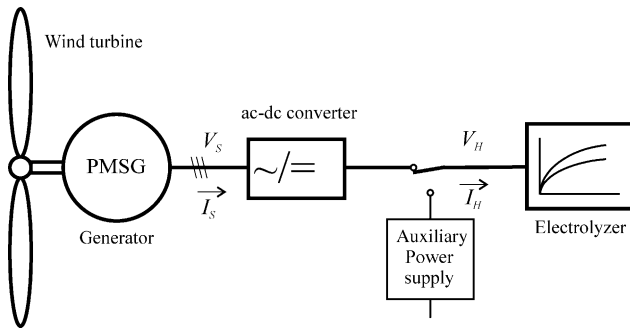 Wind turbine
ac-dc converter
PMSG
V_S
I_S
~/=
V_H
I_H
Generator
Auxiliary
Power
supply
Electrolyzer